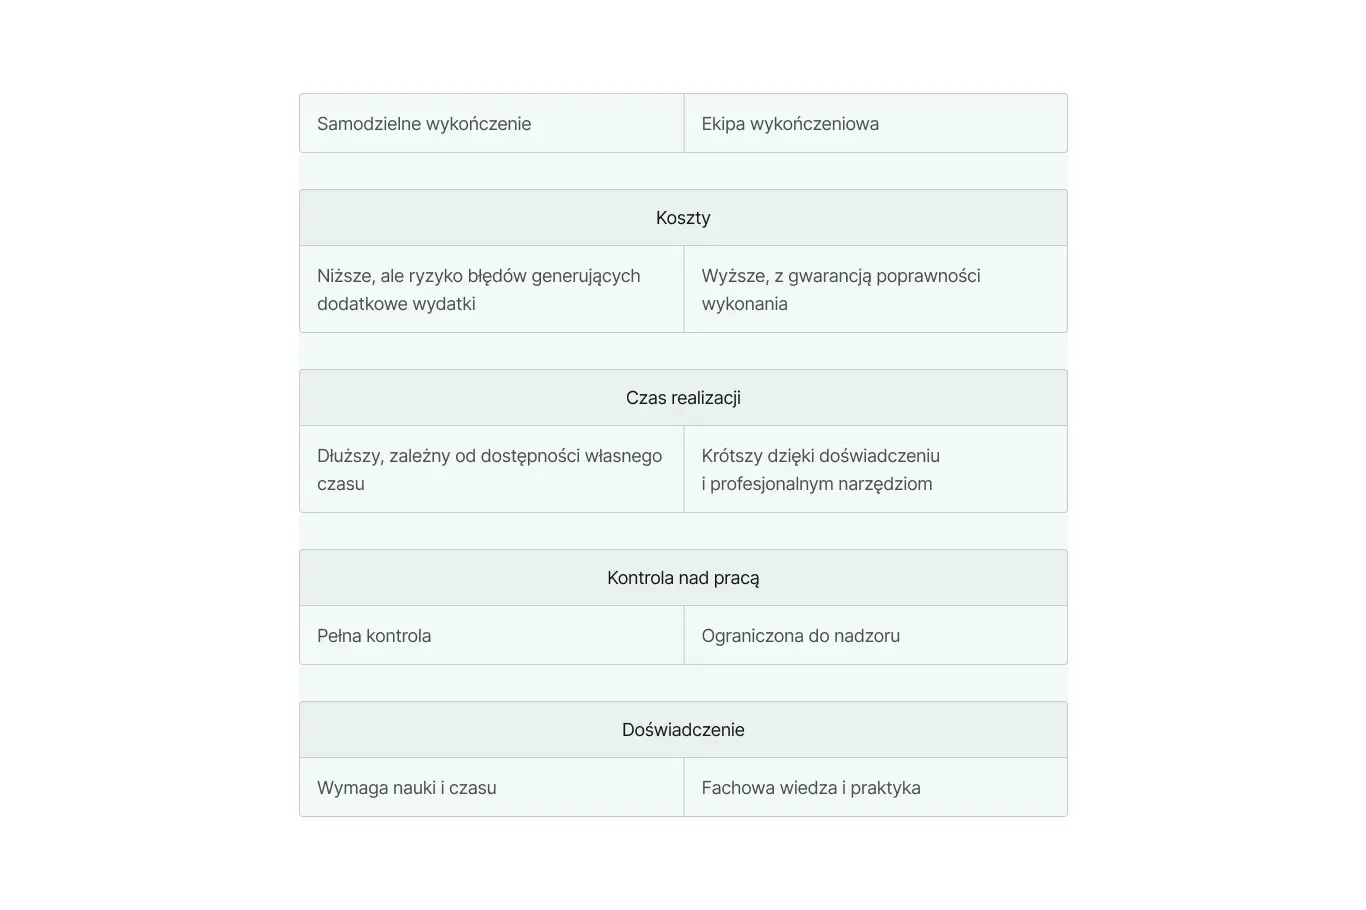 Samodzielne wykończenie
Ekipa wykończeniowa
Koszty
Niższe, ale ryzyko błędów generujących
dodatkowe wydatki
Wyższe, z gwarancją poprawności
wykonania
Czas realizacji
Dłuższy, zależny od dostępności własnego
czasu
Krótszy dzięki doświadczeniu
i profesjonalnym narzędziom
Kontrola nad pracą
Pełna kontrola
Ograniczona do nadzoru
Doświadczenie
Wymaga nauki i czasu
Fachowa wiedza i praktyka